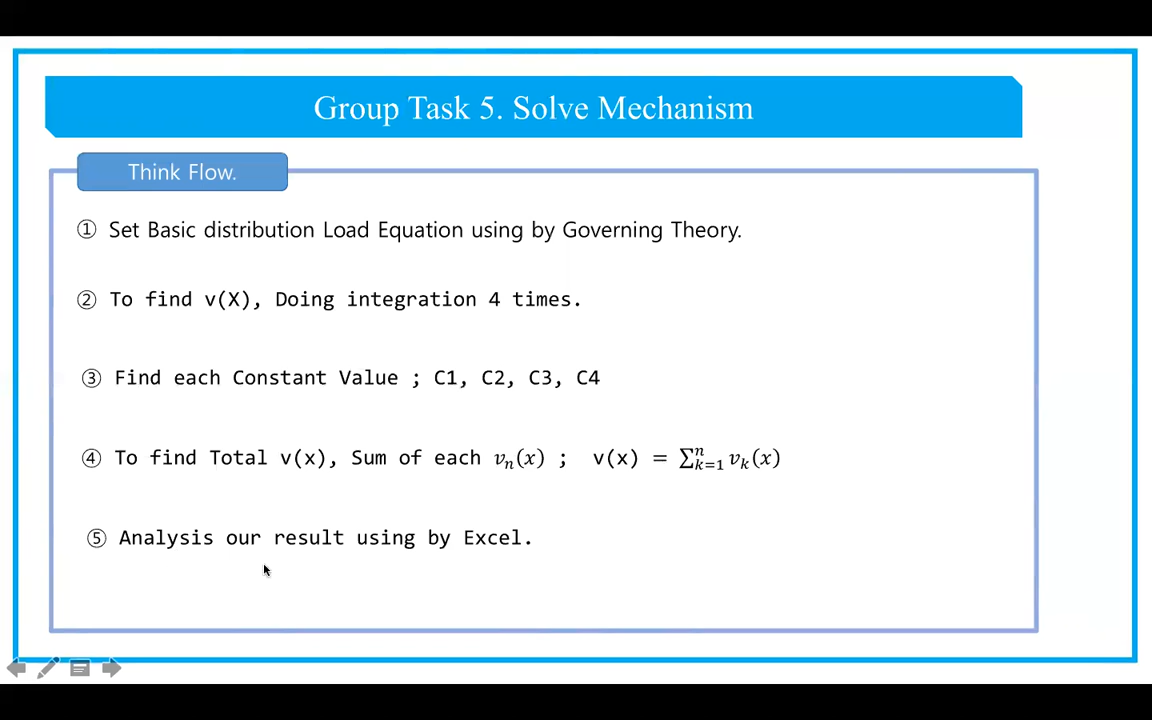 Group Task 5. Solve Mechanism
Think Flow.
① Set Basic distribution Load Equation using by Governing Theory.
② To find v(X), Doing integration 4 times.
③ Find each Constant Value ; C1, C2, C3, C4
④ To find Total v(x), Sum of each 𝑣ₙ(𝑥) ; v(x) = ∑ⁿₖ₌₁ 𝑣ₖ(𝑥)
⑤ Analysis our result using by Excel.